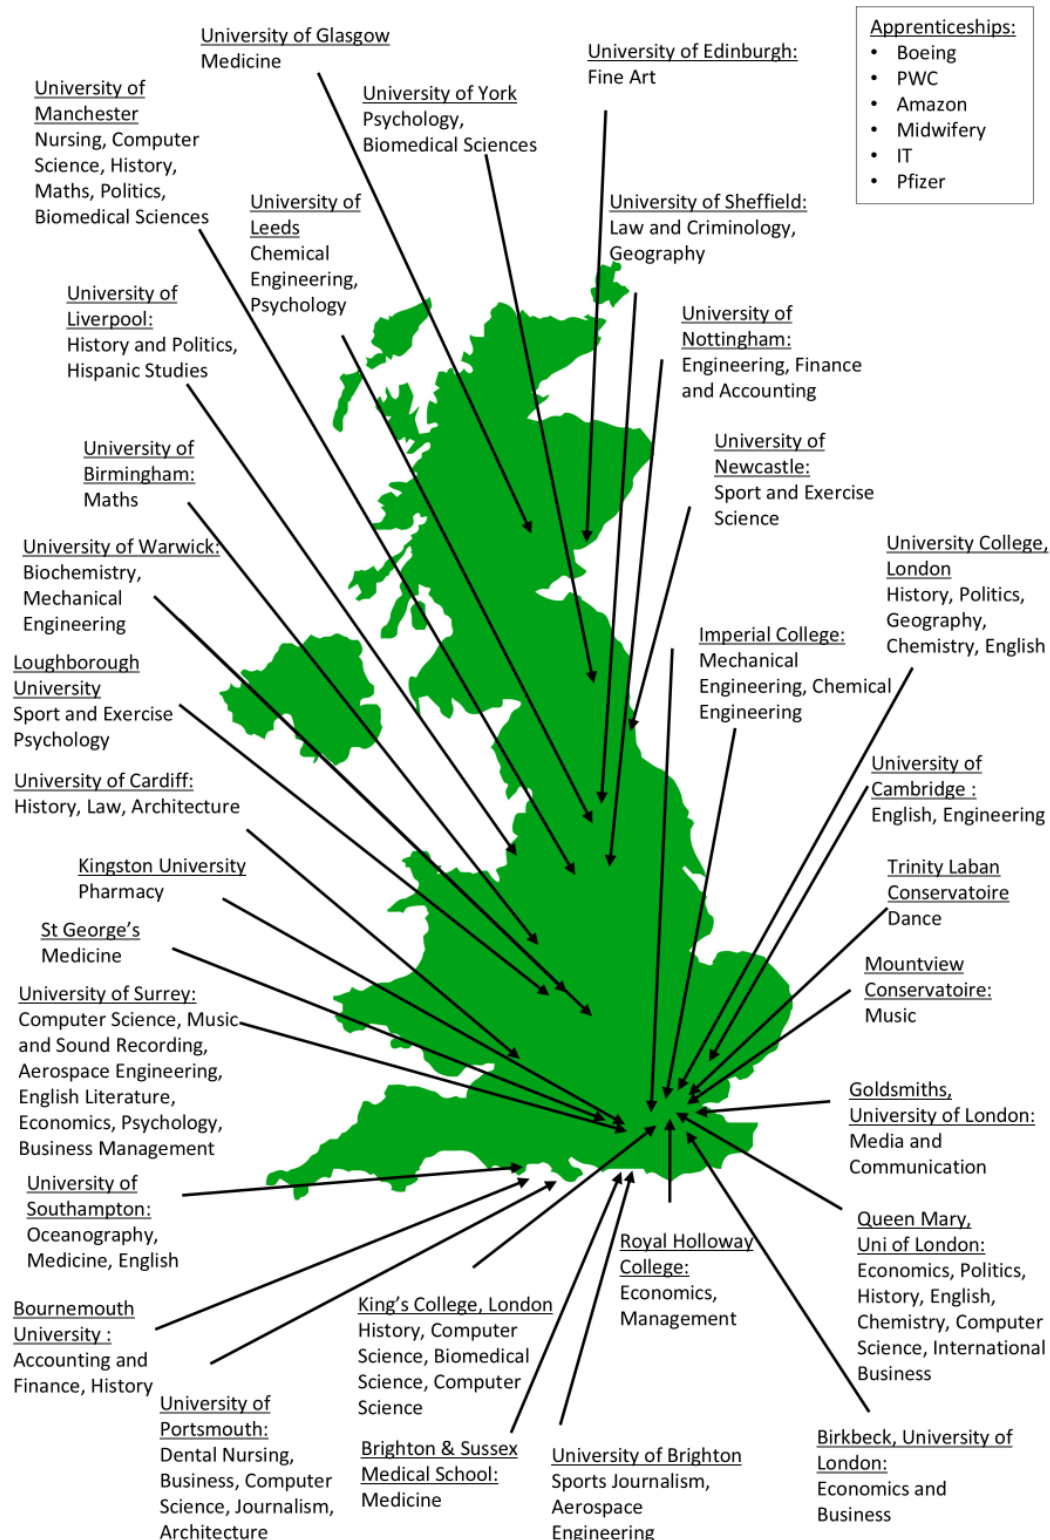 University of Glasgow
Medicine
University of Edinburgh:
Fine Art
Apprenticeships:
• Boeing
• PWC
• Amazon
• Midwifery
• IT
• Pfizer
University of
Manchester
Nursing, Computer
Science, History,
Maths, Politics,
Biomedical Sciences
University of York
Psychology,
Biomedical Sciences
University of
Leeds
Chemical
Engineering,
Psychology
University of Sheffield:
Law and Criminology,
Geography
University of
Liverpool:
History and Politics,
Hispanic Studies
University of
Nottingham:
Engineering, Finance
and Accounting
University of
Birmingham:
Maths
University of
Newcastle:
Sport and Exercise
Science
University of Warwick:
Biochemistry,
Mechanical
Engineering
University College,
London
History, Politics,
Geography,
Chemistry, English
Imperial College:
Mechanical
Engineering, Chemical
Engineering
Loughborough
University
Sport and Exercise
Psychology
University of Cardiff:
History, Law, Architecture
University of
Cambridge :
English, Engineering
Kingston University
Pharmacy
Trinity Laban
Conservatoire
Dance
St George’s
Medicine
Mountview
Conservatoire:
Music
University of Surrey:
Computer Science, Music
and Sound Recording,
Aerospace Engineering,
English Literature,
Economics, Psychology,
Business Management
Goldsmiths,
University of London:
Media and
Communication
University of
Southampton:
Oceanography,
Medicine, English
Queen Mary,
Uni of London:
Economics, Politics,
History, English,
Chemistry, Computer
Science, International
Business
Royal Holloway
College:
Economics,
Management
Bournemouth
University :
Accounting and
Finance, History
King’s College, London
History, Computer
Science, Biomedical
Science, Computer
Science
University of
Portsmouth:
Dental Nursing,
Business, Computer
Science, Journalism,
Architecture
Brighton & Sussex
Medical School:
Medicine
University of Brighton
Sports Journalism,
Aerospace
Engineering
Birkbeck, University of
London:
Economics and
Business